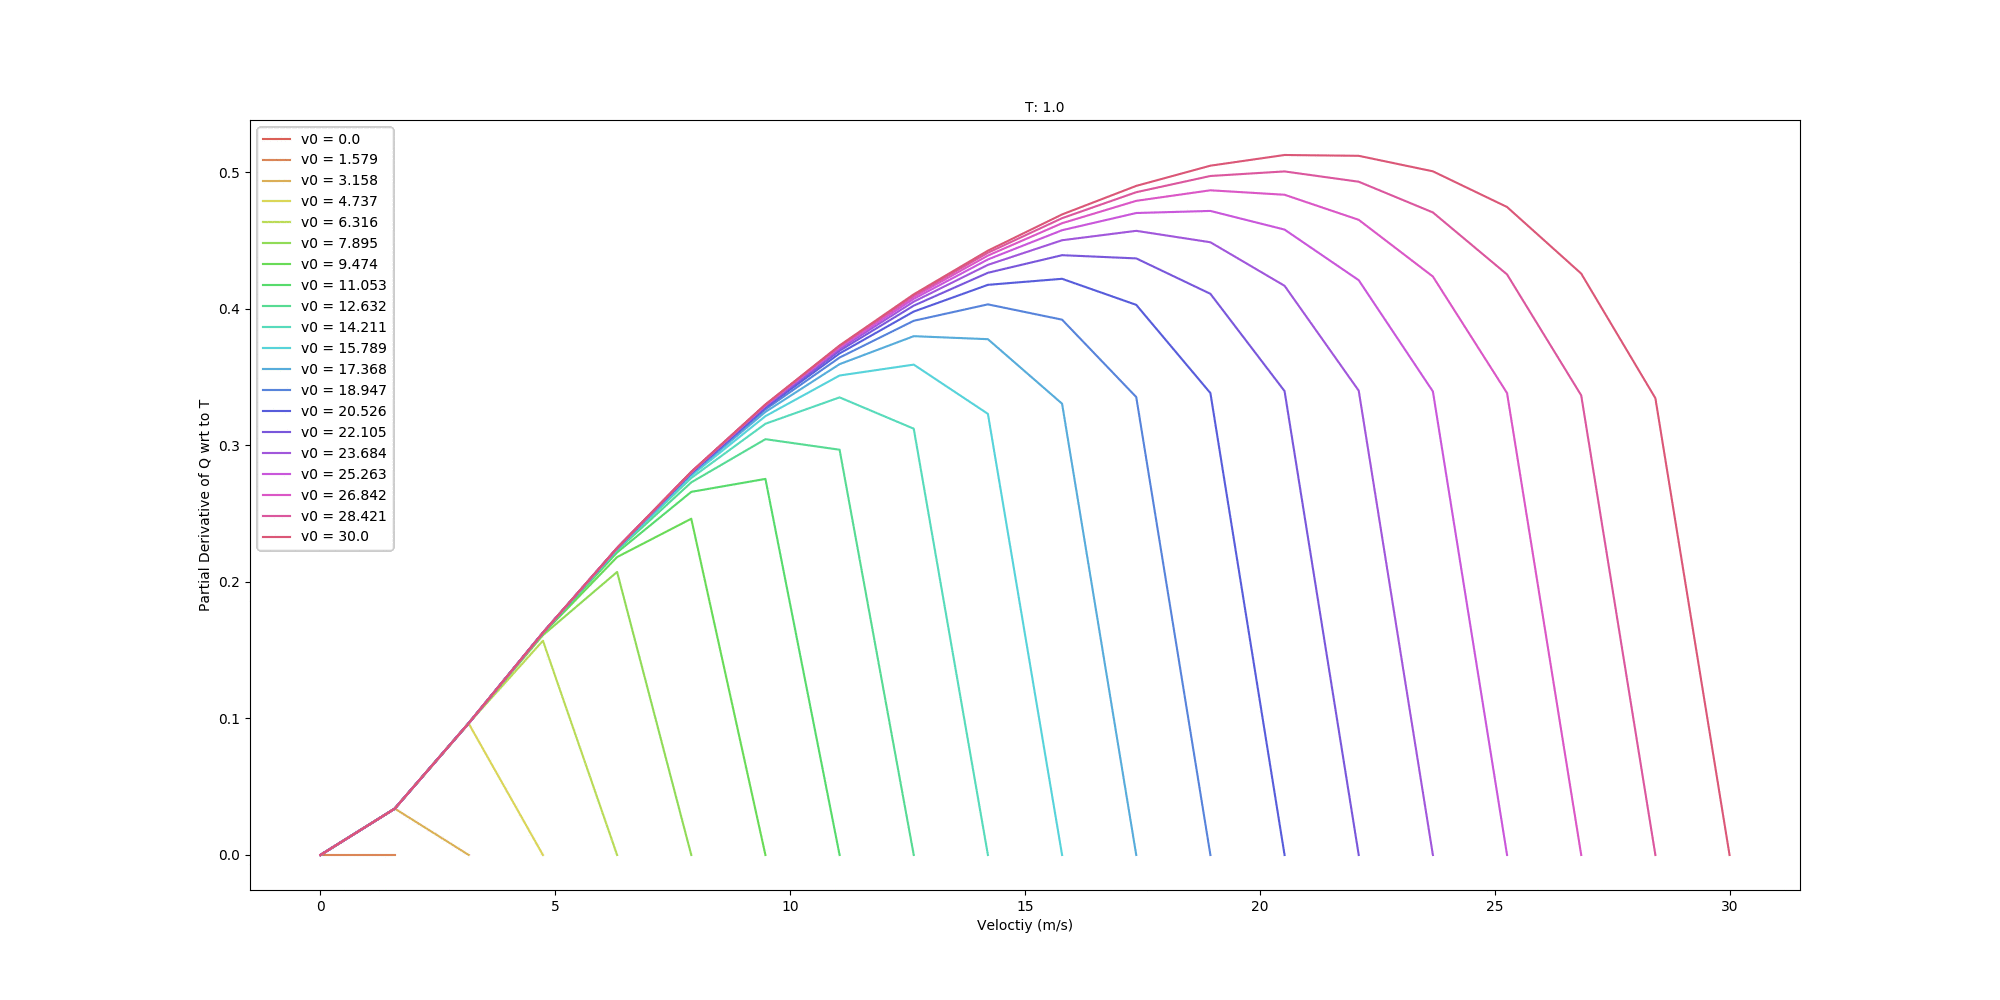 T: 1.0
v0 = 0.0
v0 = 1.579
v0 = 3.158
v0 = 4.737
v0 = 6.316
v0 = 7.895
v0 = 9.474
v0 = 11.053
v0 = 12.632
v0 = 14.211
v0 = 15.789
v0 = 17.368
v0 = 18.947
v0 = 20.526
v0 = 22.105
v0 = 23.684
v0 = 25.263
v0 = 26.842
v0 = 28.421
v0 = 30.0
Partial Derivative of Q wrt to T
0.5
0.4
0.3
0.2
0.1
0.0
0 5 10 15 20 25 30
Veloctiy (m/s)